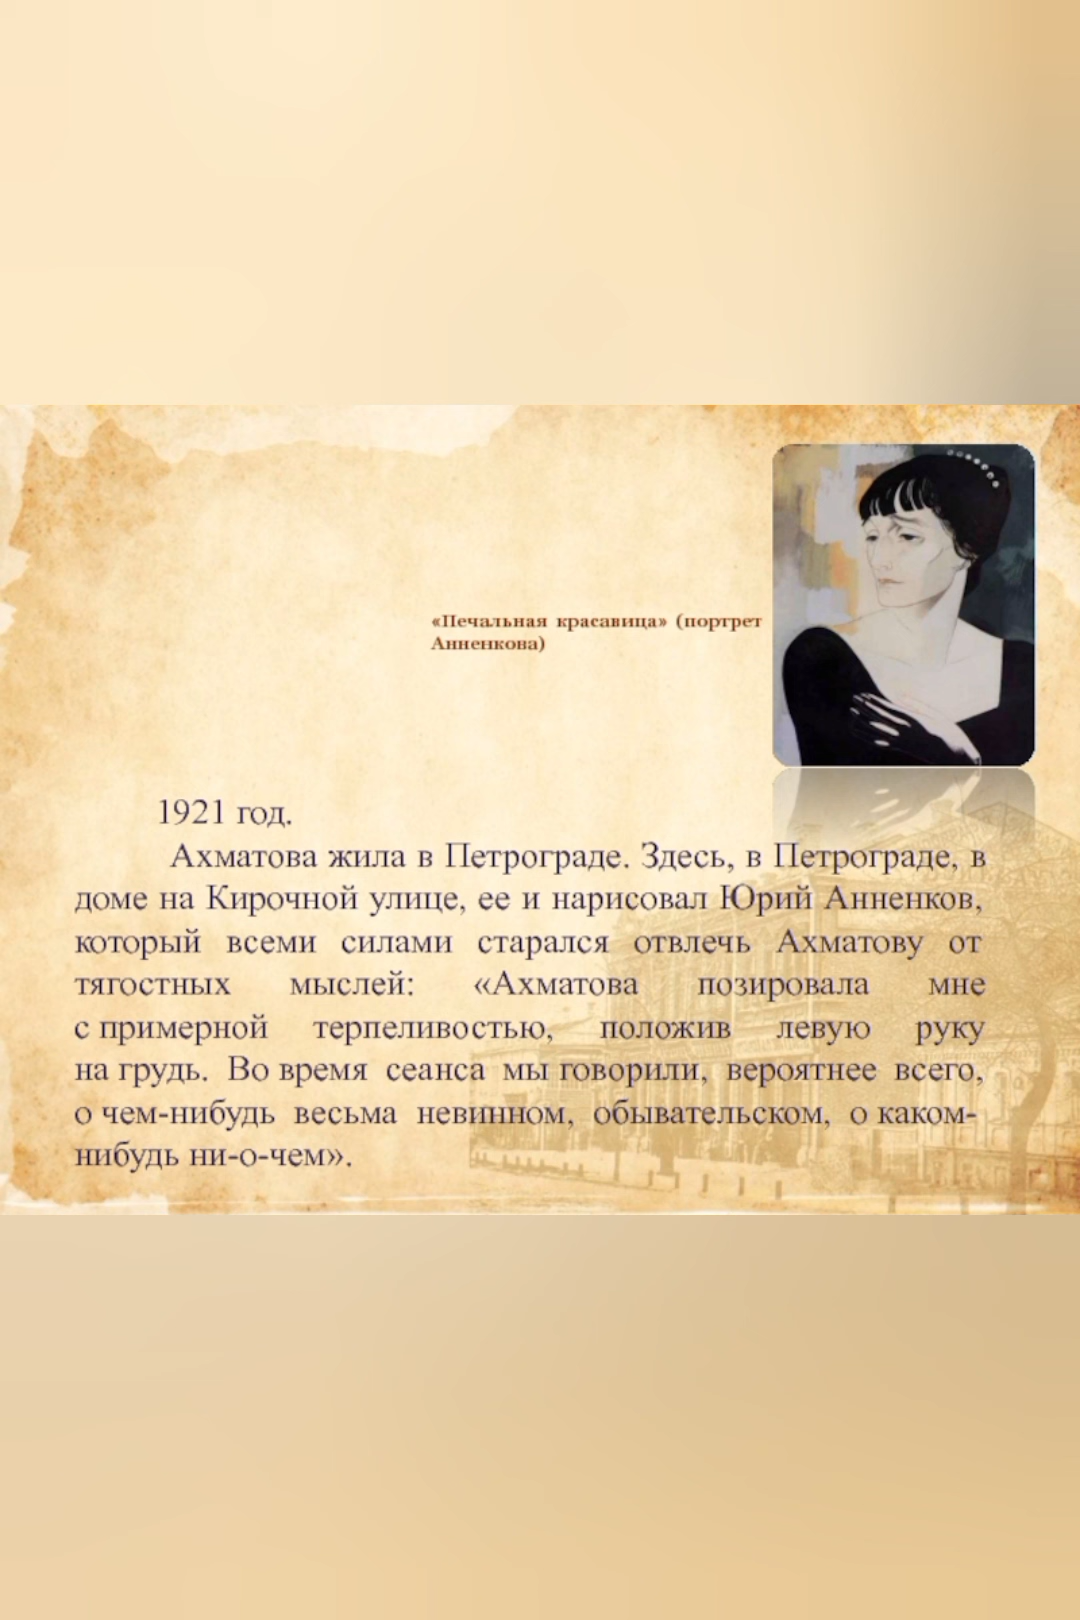 «Печальная красавица» (портрет
Анненкова)
1921 год.
Ахматова жила в Петрограде. Здесь, в Петрограде, в
доме на Кирочной улице, ее и нарисовал Юрий Анненков,
который всеми силами старался отвлечь Ахматову от
тягостных мыслей: «Ахматова позировала мне
с примерной терпеливостью, положив левую руку
на грудь. Во время сеанса мы говорили, вероятнее всего,
о чем-нибудь весьма невинном, обывательском, о каком-
нибудь ни-о-чем».